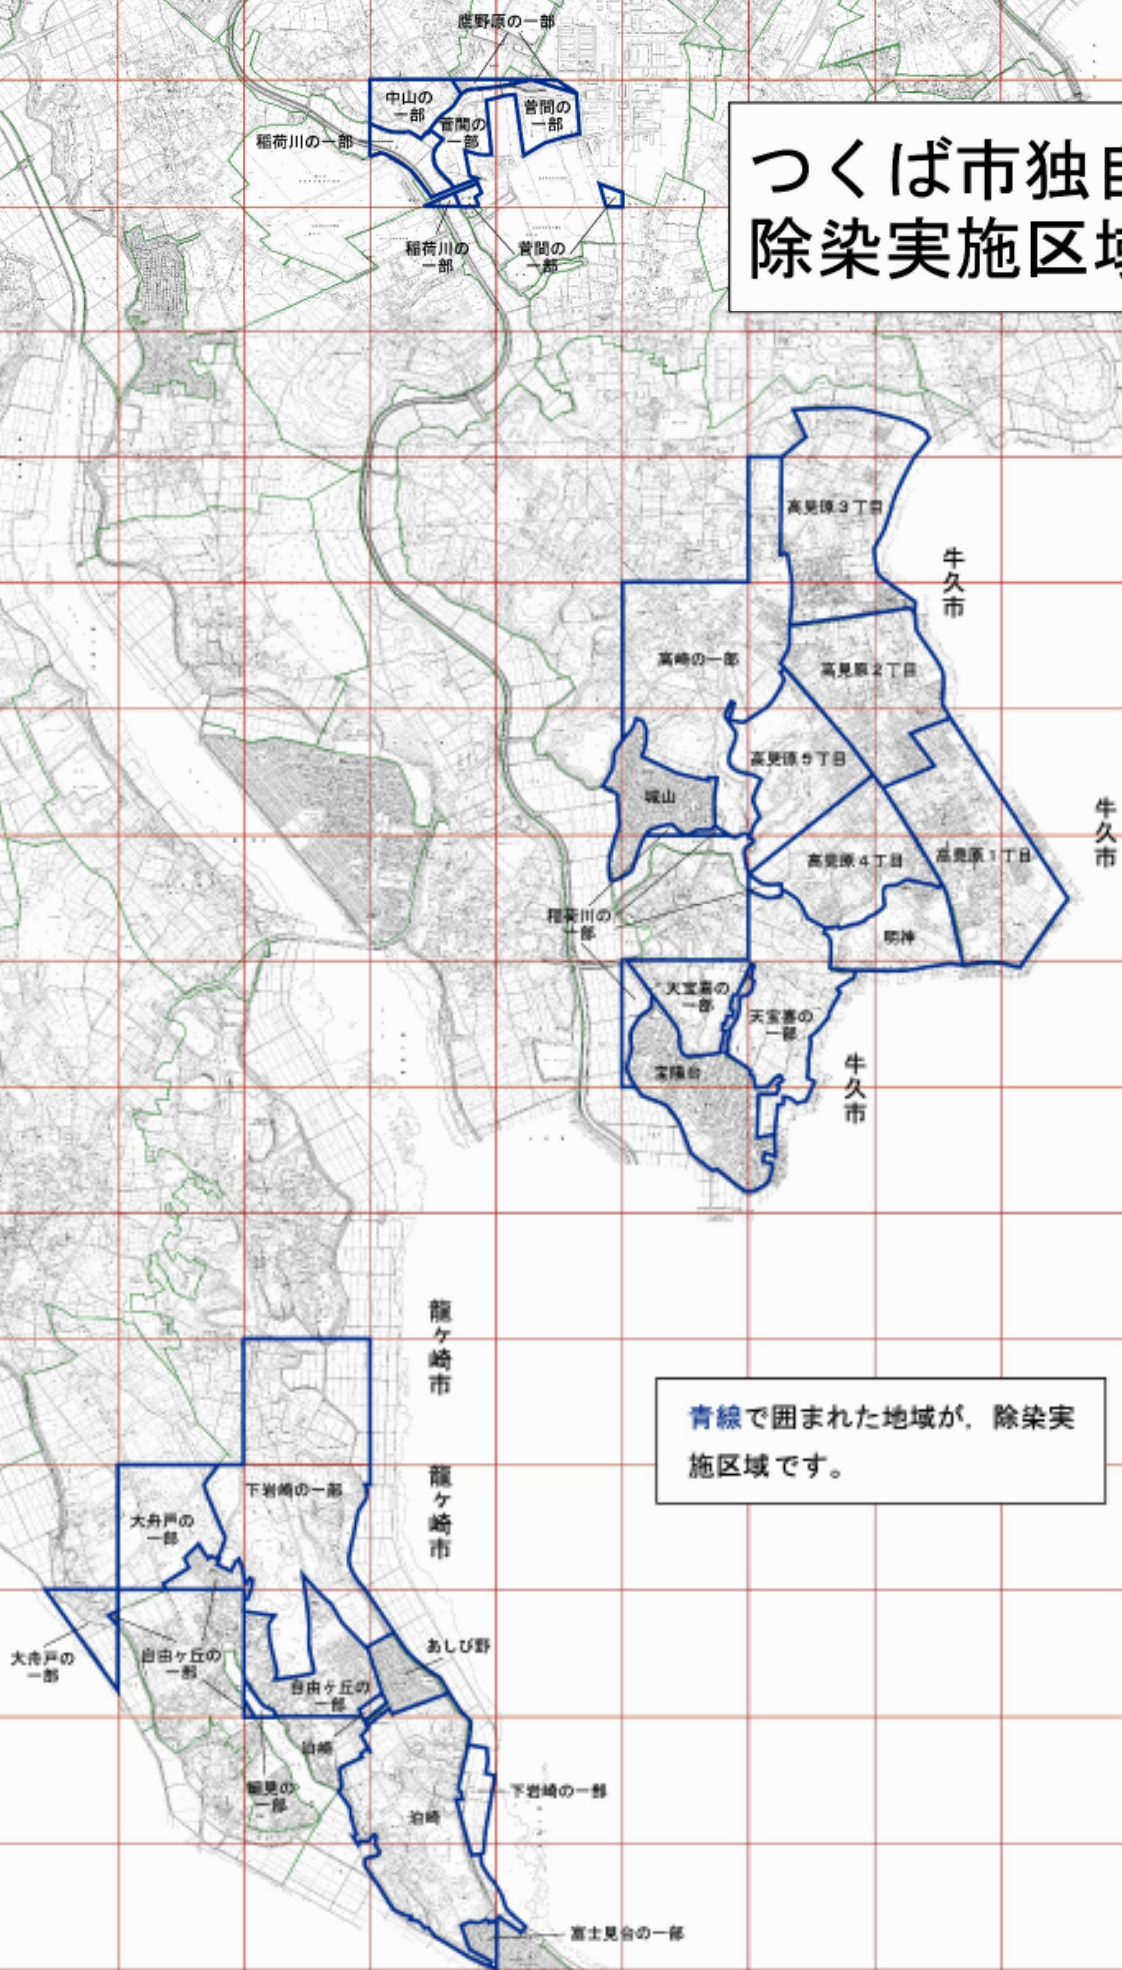 鷹野原の一部
中山の
一部
菅間の
一部
菅間の
一部
稲荷川の一部
稲荷川の
一部
菅間の
一部
つくば市独自
除染実施区域
高見原3丁目
牛久市
高崎の一部
高見原2丁目
高見原5丁目
城山
牛久市
高見原4丁目
高見原1丁目
稲荷川の
一部
明神
天宝喜の
一部
天宝喜の
一部
宝陽台
牛久市
龍ヶ崎市
青線で囲まれた地域が，除染実
施区域です。
龍ヶ崎市
下岩崎の一部
大舟戸の
一部
あしび野
大舟戸の
一部
自由ヶ丘の
一部
自由ヶ丘の
一部
泊崎
細見の
一部
下岩崎の一部
泊崎
富士見台の一部